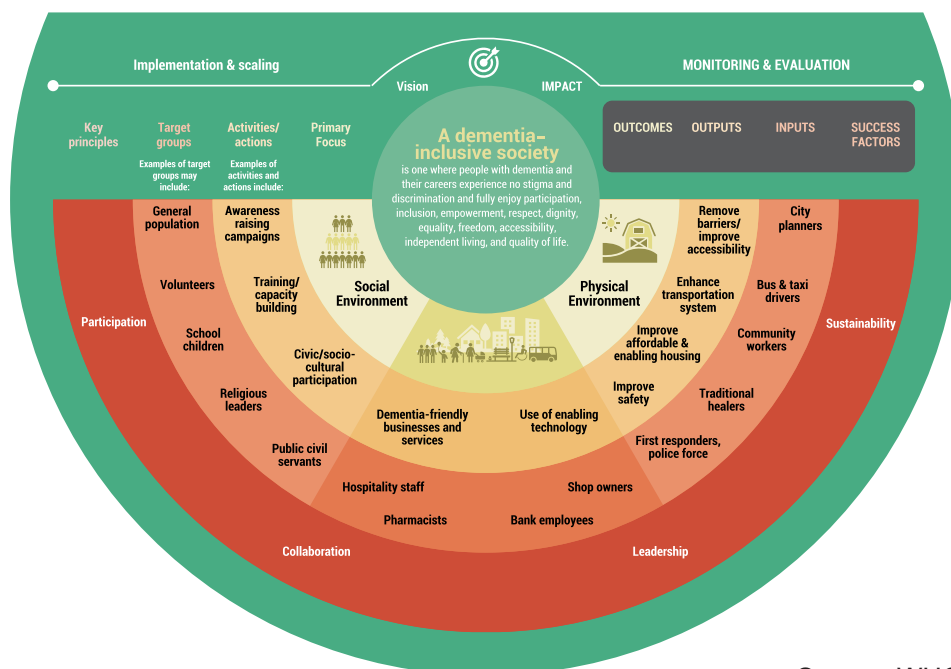 Implementation & scaling
MONITORING & EVALUATION
Vision
IMPACT
Key
principles
Target
groups
Examples of target
groups may
include:
Activities/
actions
Examples of
activities and
actions include:
Primary
Focus
A dementia-
inclusive society
is one where people with dementia and
their careers experience no stigma and
discrimination and fully enjoy participation,
inclusion, empowerment, respect, dignity,
equality, freedom, accessibility,
independent living, and quality of life.
OUTCOMES
OUTPUTS
INPUTS
SUCCESS
FACTORS
General
population
Volunteers
School
children
Religious
leaders
Public civil
servants
Awareness
raising
campaigns
Training/
capacity
building
Civic/socio-
cultural
participation
Social
Environment
Physical
Environment
Remove
barriers/
improve
accessibility
Enhance
transportation
system
Improve
affordable &
enabling housing
Improve
safety
City
planners
Bus & taxi
drivers
Community
workers
Traditional
healers
First responders,
police force
Dementia-friendly
businesses and
services
Use of enabling
technology
Hospitality staff
Shop owners
Pharmacists
Bank employees
Participation
Collaboration
Leadership
Sustainability